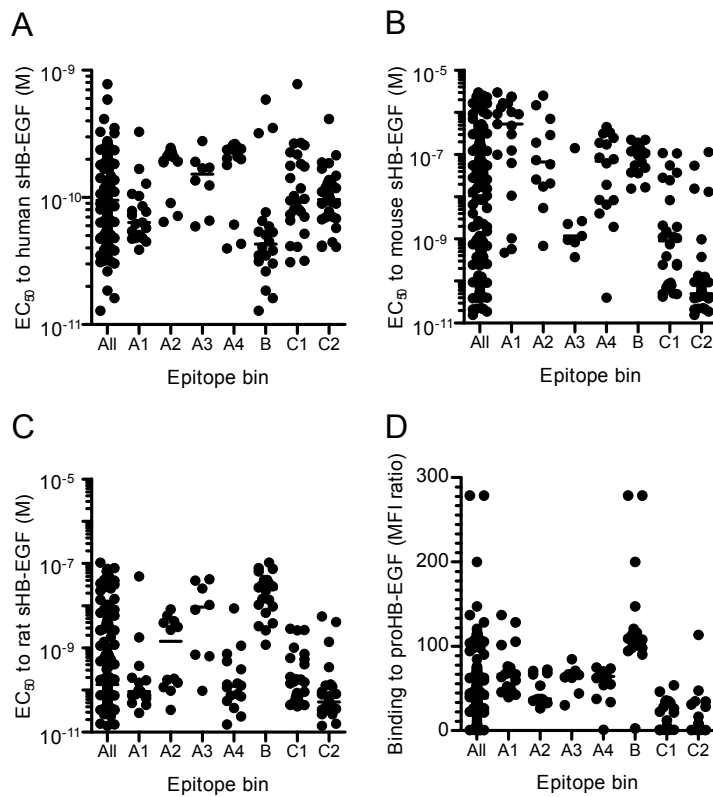 A
EC50 to human sHB-EGF (M)
10-9
10-10
10-11
All A1 A2 A3 A4 B C1 C2
Epitope bin
B
EC50 to mouse sHB-EGF (M)
10-5
10-7
10-9
10-11
All A1 A2 A3 A4 B C1 C2
Epitope bin
C
EC50 to rat sHB-EGF (M)
10-5
10-7
10-9
10-11
All A1 A2 A3 A4 B C1 C2
Epitope bin
D
Binding to proHB-EGF (MFI ratio)
300
200
100
0
All A1 A2 A3 A4 B C1 C2
Epitope bin